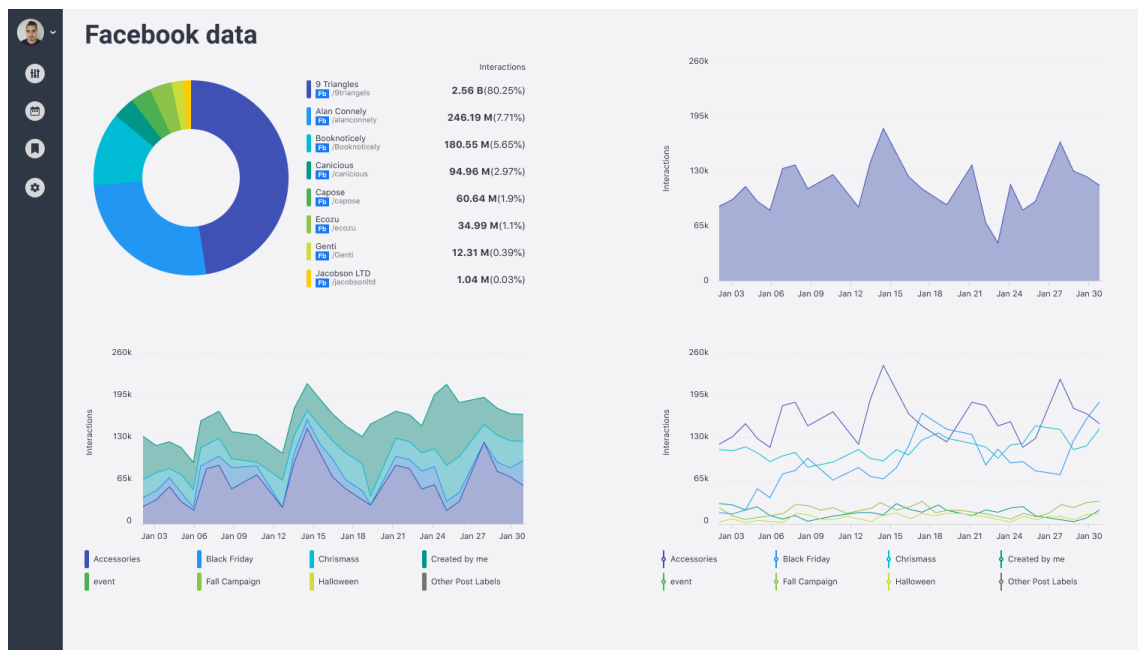 Facebook data
Interactions
9 Triangles
Fb /9triangels
2.56 B(80.25%)
Alan Connely
Fb /alanconnely
246.19 M(7.71%)
Booknoticely
Fb /Booknoticely
180.55 M(5.65%)
Canicious
Fb /canicious
94.96 M(2.97%)
Capose
Fb /capose
60.64 M(1.9%)
Ecozu
Fb /ecozu
34.99 M(1.1%)
Genti
Fb /Genti
12.31 M(0.39%)
Jacobson LTD
Fb /jacobsonltd
1.04 M(0.03%)
260k
195k
130k
65k
0
Interactions
Jan 03 Jan 06 Jan 09 Jan 12 Jan 15 Jan 18 Jan 21 Jan 24 Jan 27 Jan 30
260k
195k
130k
65k
0
Interactions
Jan 03 Jan 06 Jan 09 Jan 12 Jan 15 Jan 18 Jan 21 Jan 24 Jan 27 Jan 30
Accessories Black Friday Chrismass Created by me
event Fall Campaign Halloween Other Post Labels
260k
195k
130k
65k
0
Interactions
Jan 03 Jan 06 Jan 09 Jan 12 Jan 15 Jan 18 Jan 21 Jan 24 Jan 27 Jan 30
Accessories Black Friday Chrismass Created by me
event Fall Campaign Halloween Other Post Labels